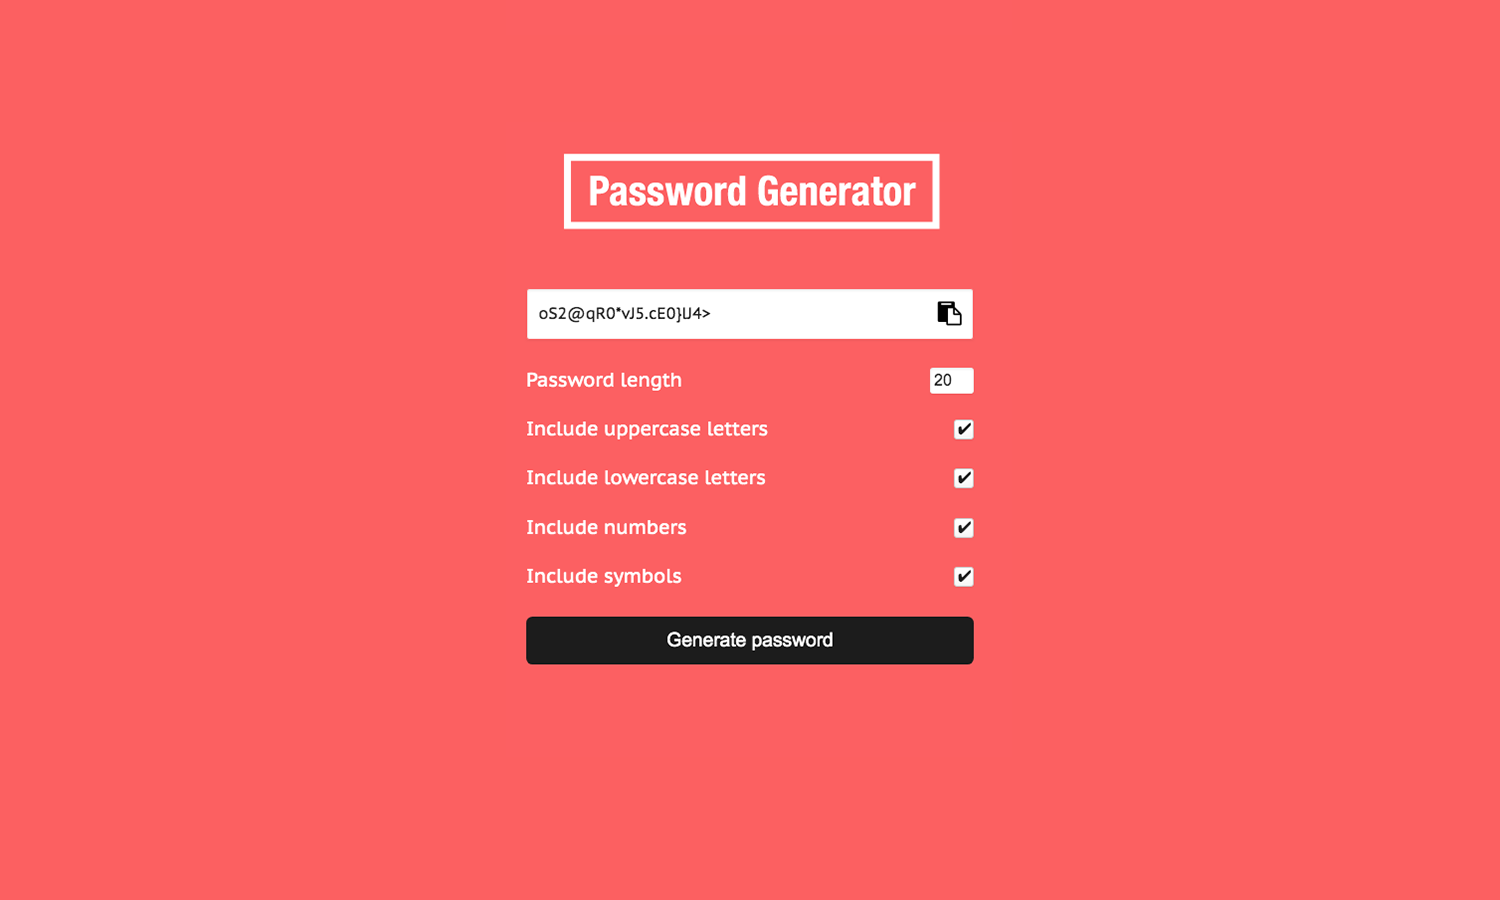 Password Generator
oS2@qR0*vJ5.cE0}lJ4>
Password length
20
Include uppercase letters
Include lowercase letters
Include numbers
Include symbols
Generate password